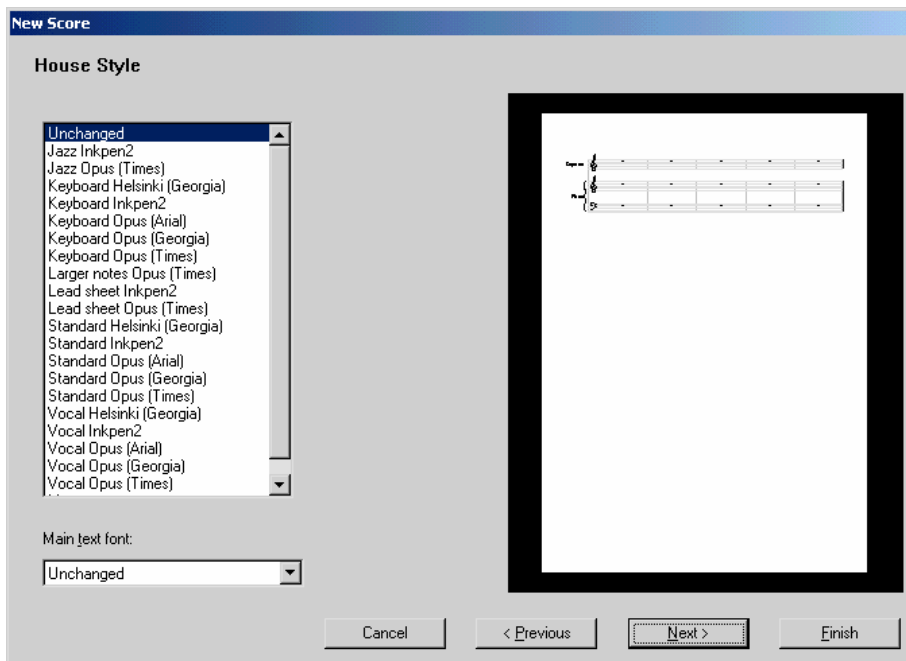 New Score
House Style
Unchanged
Jazz Inkpen2
Jazz Opus (Times)
Keyboard Helsinki (Georgia)
Keyboard Inkpen2
Keyboard Opus (Arial)
Keyboard Opus (Georgia)
Keyboard Opus (Times)
Larger notes Opus (Times)
Lead sheet Inkpen2
Lead sheet Opus (Times)
Standard Helsinki (Georgia)
Standard Inkpen2
Standard Opus (Arial)
Standard Opus (Georgia)
Standard Opus (Times)
Vocal Helsinki (Georgia)
Vocal Inkpen2
Vocal Opus (Arial)
Vocal Opus (Georgia)
Vocal Opus (Times)
Main text font:
Unchanged
Cancel < Previous Next > Finish